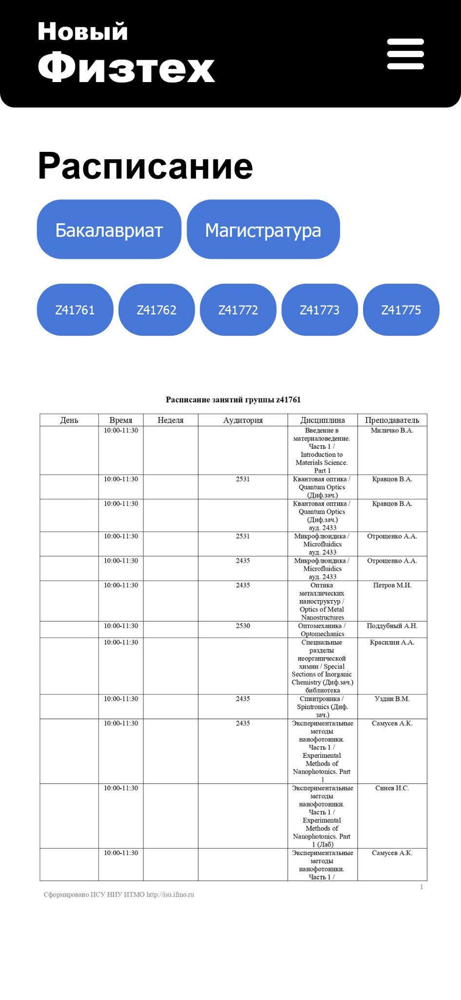 Новый
Физтех
Расписание
Бакалавриат Магистратура
Z41761 Z41762 Z41772 Z41773 Z41775
Расписание занятий группы z41761
День Время Неделя Аудитория Дисциплина Преподаватель
10:00-11:30 Введение в Миличко В.А.
материаловедение.
Часть 1 /
Introduction to
Materials Science.
Part 1
10:00-11:30 2531 Квантовая оптика / Кравцов В.А.
Quantum Optics
(Диф.зач.)
10:00-11:30 Квантовая оптика / Кравцов В.А.
Quantum Optics
(Диф.зач.)
ауд. 2433
10:00-11:30 2531 Микрофлюидика / Отрощенко А.А.
Microfluidics
ауд. 2433
10:00-11:30 2435 Микрофлюидика / Отрощенко А.А.
Microfluidics
ауд. 2433
10:00-11:30 2435 Оптика Петров М.И.
металлических
наноструктур /
Optics of Metal
Nanostructures
10:00-11:30 2530 Оптомеханика / Поддубный А.Н.
Optomechanics
10:00-11:30 Специальные Красилин А.А.
разделы
неорганической
химии / Special
Sections of Inorganic
Chemistry (Диф.зач.)
библиотека
10:00-11:30 2435 Спинтроника / Уздин В.М.
Spintronics (Диф.
зач.)
10:00-11:30 2435 Экспериментальные Самусев А.К.
методы
нанофотоники.
Часть 1 /
Experimental
Methods of
Nanophotonics. Part
1
10:00-11:30 Экспериментальные Синев И.С.
методы
нанофотоники.
Часть 1 /
Experimental
Methods of
Nanophotonics. Part
1 (Лаб)
10:00-11:30 Экспериментальные Самусев А.К.
методы
нанофотоники.
Часть 1 /
1
Сформировано ИСУ НИУ ИТМО http://isu.ifmo.ru